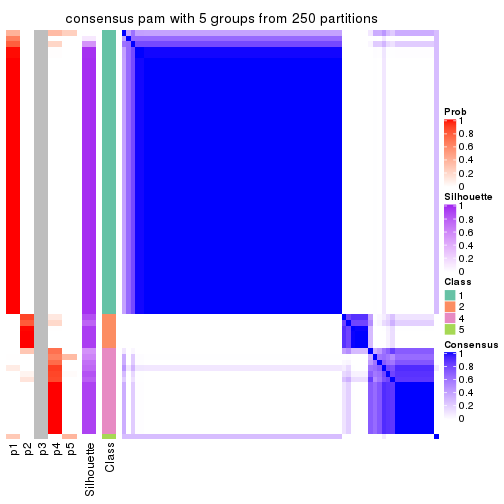 consensus pam with 5 groups from 250 partitions
Prob
1
0.8
0.6
0.4
0.2
0
Silhouette
1
0.8
0.6
0.4
0.2
0
Class
1
2
4
5
Consensus
1
0.8
0.6
0.4
0.2
0
p1
p2
p3
p4
p5
Silhouette
Class